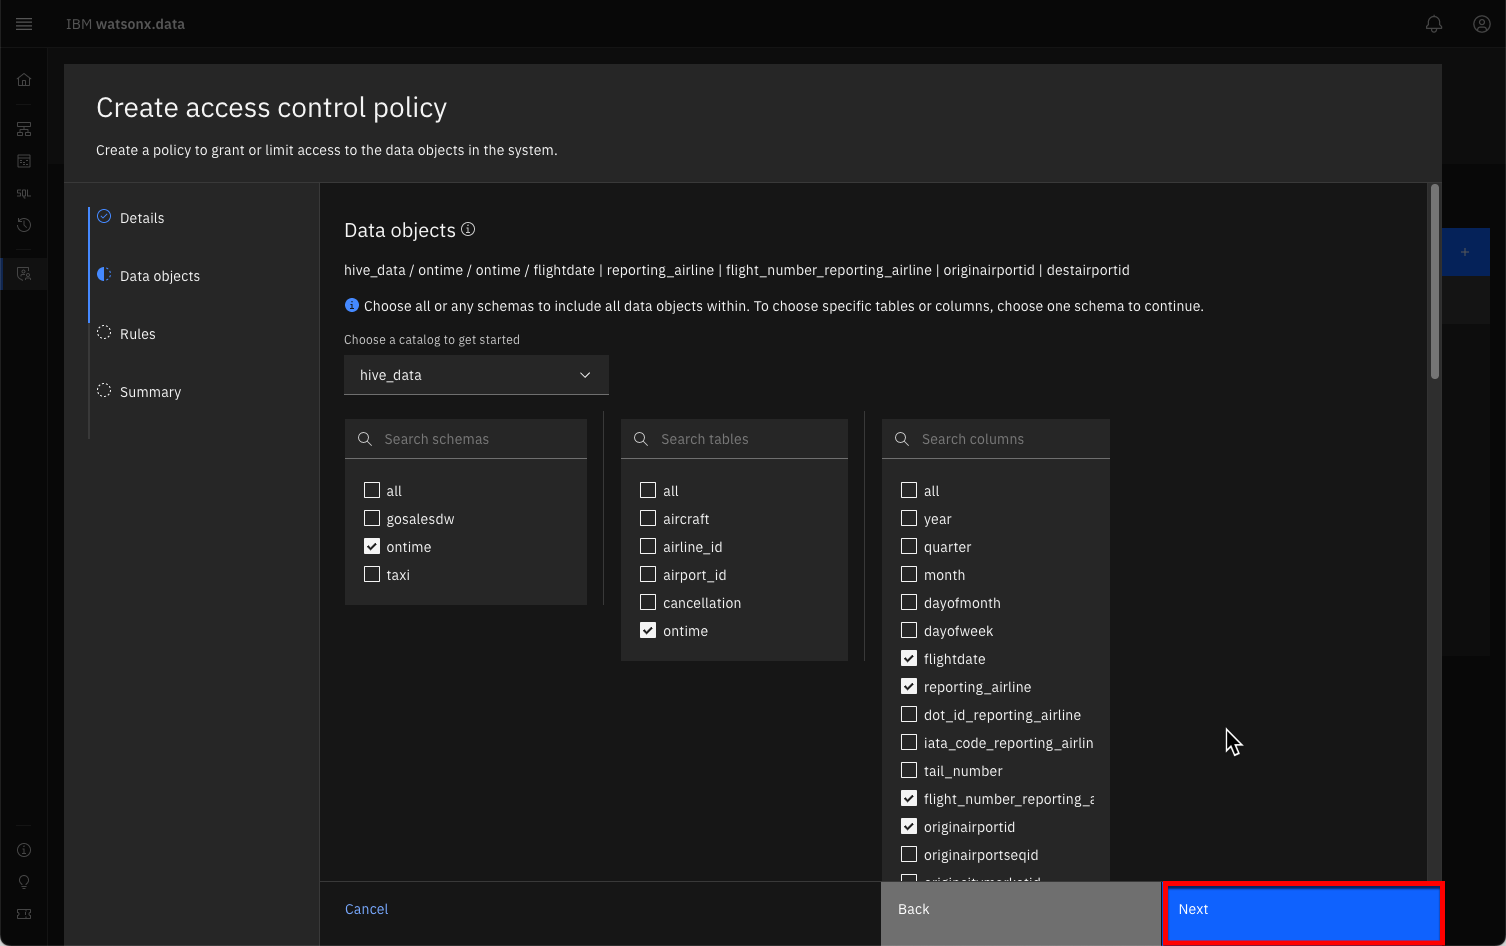 IBM watsonx.data
SQL
Create access control policy
Create a policy to grant or limit access to the data objects in the system.
Details
Data objects
Rules
Summary
Data objects
hive_data / ontime / ontime / flightdate | reporting_airline | flight_number_reporting_airline | originairportid | destairportid
Choose all or any schemas to include all data objects within. To choose specific tables or columns, choose one schema to continue.
Choose a catalog to get started
hive_data
Search schemas
all
gosalesdw
ontime
taxi
Search tables
all
aircraft
airline_id
airport_id
cancellation
ontime
Search columns
all
year
quarter
month
dayofmonth
dayofweek
flightdate
reporting_airline
dot_id_reporting_airline
iata_code_reporting_airlin
tail_number
flight_number_reporting_a
originairportid
originairportseqid
Cancel
Back
Next